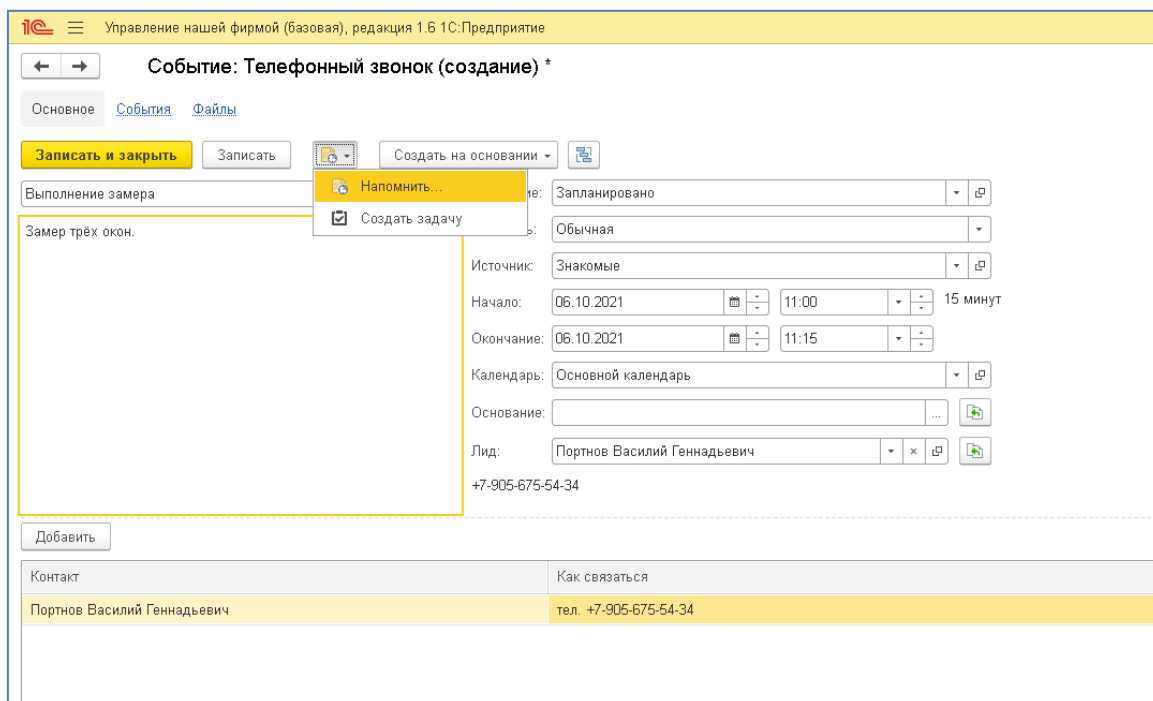 1С Управление нашей фирмой (базовая), редакция 1.6 1С:Предприятие
Событие: Телефонный звонок (создание) *
Основное События Файлы
Записать и закрыть Записать Создать на основании
Напомнить...
Создать задачу
Выполнение замера
ие: Запланировано
Замер трёх окон.
ь: Обычная
Источник: Знакомые
Начало: 06.10.2021 11:00 15 минут
Окончание: 06.10.2021 11:15
Календарь: Основной календарь
Основание: ...
Лид: Портнов Василий Геннадьевич
+7-905-675-54-34
Добавить
Контакт Как связаться
Портнов Василий Геннадьевич тел. +7-905-675-54-34